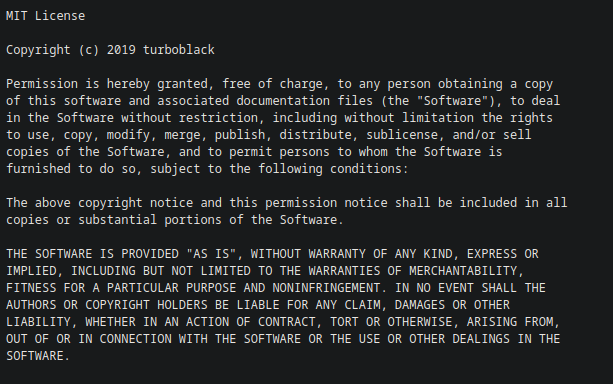 MIT License
Copyright (c) 2019 turboblack
Permission is hereby granted, free of charge, to any person obtaining a copy
of this software and associated documentation files (the "Software"), to deal
in the Software without restriction, including without limitation the rights
to use, copy, modify, merge, publish, distribute, sublicense, and/or sell
copies of the Software, and to permit persons to whom the Software is
furnished to do so, subject to the following conditions:
The above copyright notice and this permission notice shall be included in all
copies or substantial portions of the Software.
THE SOFTWARE IS PROVIDED "AS IS", WITHOUT WARRANTY OF ANY KIND, EXPRESS OR
IMPLIED, INCLUDING BUT NOT LIMITED TO THE WARRANTIES OF MERCHANTABILITY,
FITNESS FOR A PARTICULAR PURPOSE AND NONINFRINGEMENT. IN NO EVENT SHALL THE
AUTHORS OR COPYRIGHT HOLDERS BE LIABLE FOR ANY CLAIM, DAMAGES OR OTHER
LIABILITY, WHETHER IN AN ACTION OF CONTRACT, TORT OR OTHERWISE, ARISING FROM,
OUT OF OR IN CONNECTION WITH THE SOFTWARE OR THE USE OR OTHER DEALINGS IN THE
SOFTWARE.